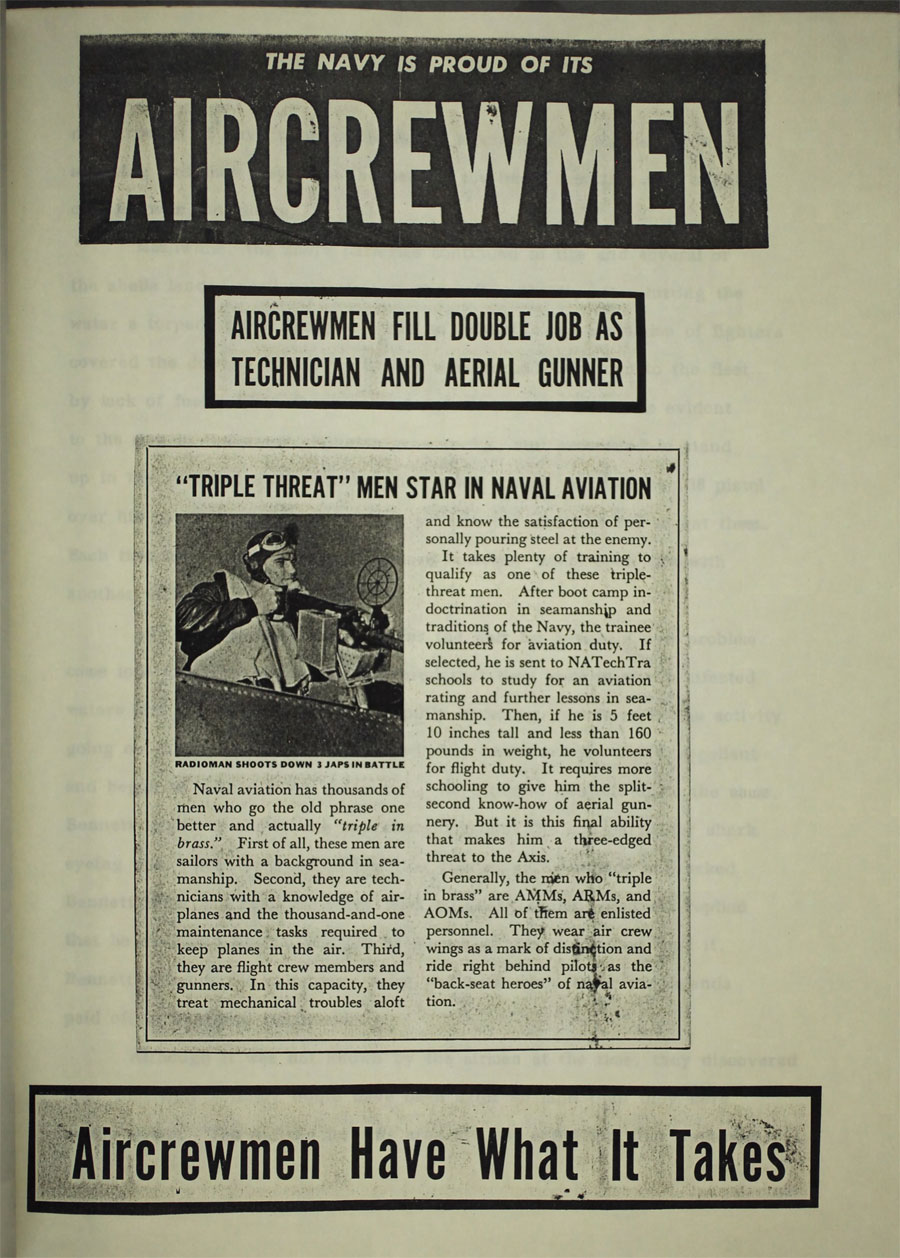 THE NAVY IS PROUD OF ITS
AIRCREWMEN
AIRCREWMEN FILL DOUBLE JOB AS
TECHNICIAN AND AERIAL GUNNER
“TRIPLE THREAT” MEN STAR IN NAVAL AVIATION
RADIOMAN SHOOTS DOWN 3 JAPS IN BATTLE
Naval aviation has thousands of
men who go the old phrase one
better and actually “triple in
brass.” First of all, these men are
sailors with a background in sea-
manship. Second, they are tech-
nicians with a knowledge of air-
planes and the thousand-and-one
maintenance tasks required to
keep planes in the air. Third,
they are flight crew members and
gunners. In this capacity, they
treat mechanical troubles aloft
and know the satisfaction of per-
sonally pouring steel at the enemy.
It takes plenty of training to
qualify as one of these triple-
threat men. After boot camp in-
doctrination in seamanship and
traditions of the Navy, the trainee
volunteers for aviation duty. If
selected, he is sent to NATechTra
schools to study for an aviation
rating and further lessons in sea-
manship. Then, if he is 5 feet
10 inches tall and less than 160
pounds in weight, he volunteers
for flight duty. It requires more
schooling to give him the split-
second know-how of aerial gun-
nery. But it is this final ability
that makes him a three-edged
threat to the Axis.
Generally, the men who “triple
in brass” are AMMs, ARMs, and
AOMs. All of them are enlisted
personnel. They wear air crew
wings as a mark of distinction and
ride right behind pilots as the
“back-seat heroes” of naval avia-
tion.
Aircrewmen Have What It Takes